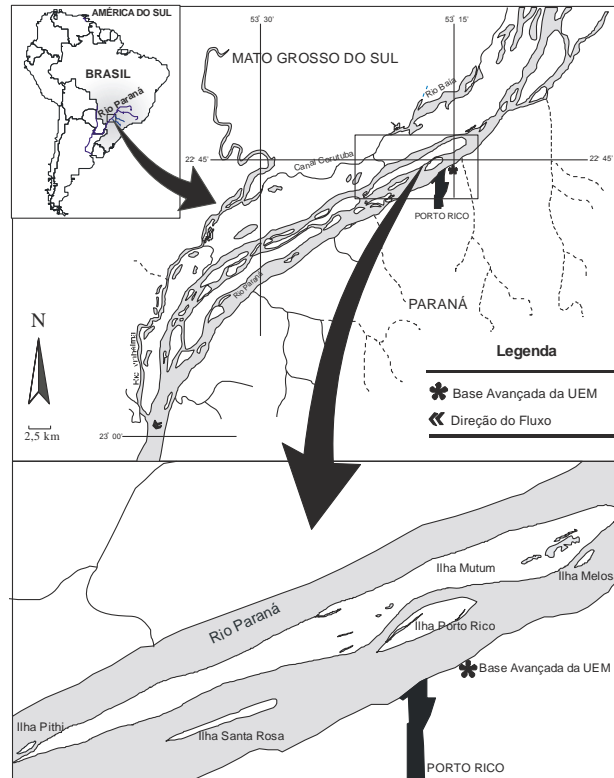 AMÉRICA DO SUL
BRASIL
Rio Paraná
53° 30'
53° 15'
MATO GROSSO DO SUL
Rio Baía
22° 45'
Canal Corutuba
22° 45'
PORTO RICO
Rio Paraná
PARANÁ
N
2,5 km
23° 00'
Legenda
Base Avançada da UEM
Direção do Fluxo
Ilha Mutum
Ilha Melos
Rio Paraná
Ilha Porto Rico
Base Avançada da UEM
Ilha Pithi
Ilha Santa Rosa
PORTO RICO